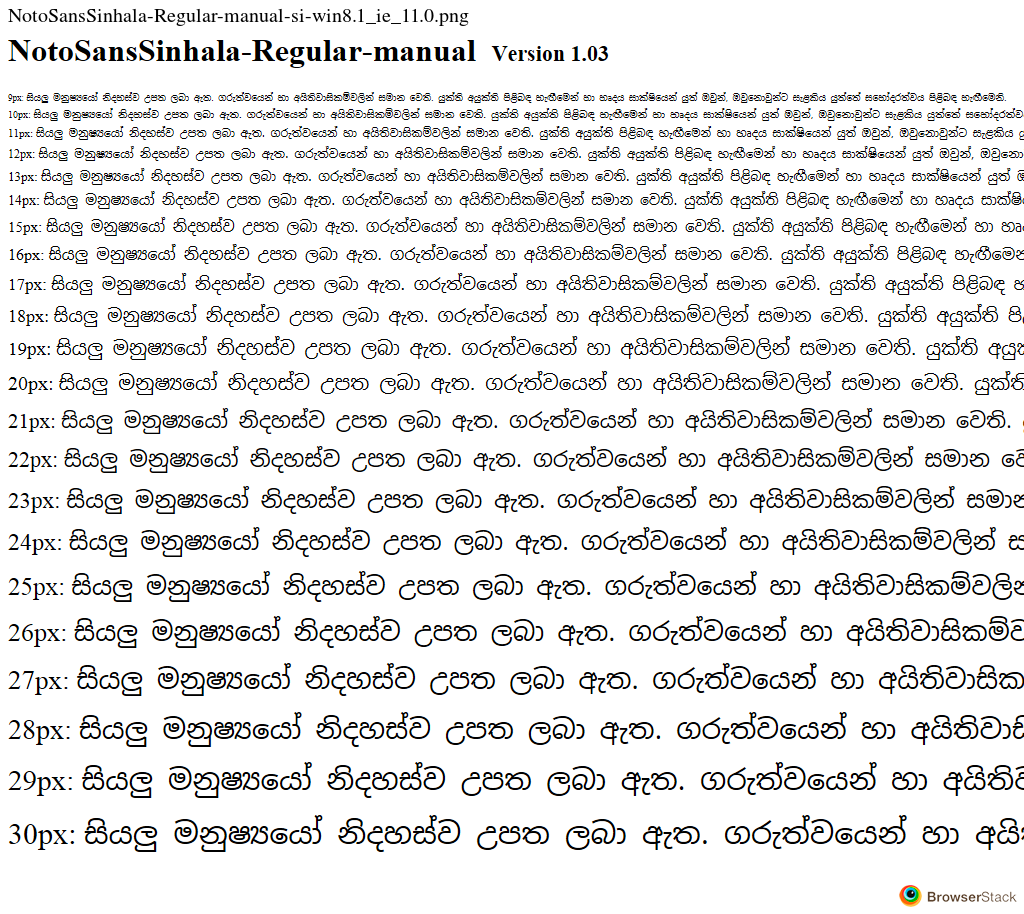 NotoSansSinhala-Regular-manual-si-win8.1_ie_11.0.png
NotoSansSinhala-Regular-manual Version 1.03
9px: සියලු මනුෂ්‍යයෝ නිදහස්ව උපත ලබා ඇත. ගරුත්වයෙන් හා අයිතිවාසිකම්වලින් සමාන වෙති. යුක්ති අයුක්ති පිළිබඳ හැඟීමෙන් හා හෘදය සාක්ෂියෙන් යුත් ඔවුන්, ඔවුනොවුන්ට සැළකිය යුත්තේ සහෝදරත්වය පිළිබඳ හැඟීමෙනි.
10px: සියලු මනුෂ්‍යයෝ නිදහස්ව උපත ලබා ඇත. ගරුත්වයෙන් හා අයිතිවාසිකම්වලින් සමාන වෙති. යුක්ති අයුක්ති පිළිබඳ හැඟීමෙන් හා හෘදය සාක්ෂියෙන් යුත් ඔවුන්, ඔවුනොවුන්ට සැළකිය යුත්තේ
11px: සියලු මනුෂ්‍යයෝ නිදහස්ව උපත ලබා ඇත. ගරුත්වයෙන් හා අයිතිවාසිකම්වලින් සමාන වෙති. යුක්ති අයුක්ති පිළිබඳ හැඟීමෙන් හා හෘදය සාක්ෂියෙන් යුත් ඔවුන්, ඔවුනොවුන්ට සැළකිය
12px: සියලු මනුෂ්‍යයෝ නිදහස්ව උපත ලබා ඇත. ගරුත්වයෙන් හා අයිතිවාසිකම්වලින් සමාන වෙති. යුක්ති අයුක්ති පිළිබඳ හැඟීමෙන් හා හෘදය සාක්ෂියෙන් යුත් ඔවුන්,
13px: සියලු මනුෂ්‍යයෝ නිදහස්ව උපත ලබා ඇත. ගරුත්වයෙන් හා අයිතිවාසිකම්වලින් සමාන වෙති. යුක්ති අයුක්ති පිළිබඳ හැඟීමෙන් හා හෘදය සාක්ෂියෙන් යුත්
14px: සියලු මනුෂ්‍යයෝ නිදහස්ව උපත ලබා ඇත. ගරුත්වයෙන් හා අයිතිවාසිකම්වලින් සමාන වෙති. යුක්ති අයුක්ති පිළිබඳ හැඟීමෙන් හා හෘදය
15px: සියලු මනුෂ්‍යයෝ නිදහස්ව උපත ලබා ඇත. ගරුත්වයෙන් හා අයිතිවාසිකම්වලින් සමාන වෙති. යුක්ති අයුක්ති පිළිබඳ හැඟීමෙන් හා
16px: සියලු මනුෂ්‍යයෝ නිදහස්ව උපත ලබා ඇත. ගරුත්වයෙන් හා අයිතිවාසිකම්වලින් සමාන වෙති. යුක්ති අයුක්ති පිළිබඳ
17px: සියලු මනුෂ්‍යයෝ නිදහස්ව උපත ලබා ඇත. ගරුත්වයෙන් හා අයිතිවාසිකම්වලින් සමාන වෙති. යුක්ති අයුක්ති පිළිබඳ
18px: සියලු මනුෂ්‍යයෝ නිදහස්ව උපත ලබා ඇත. ගරුත්වයෙන් හා අයිතිවාසිකම්වලින් සමාන වෙති. යුක්ති අයුක්ති
19px: සියලු මනුෂ්‍යයෝ නිදහස්ව උපත ලබා ඇත. ගරුත්වයෙන් හා අයිතිවාසිකම්වලින් සමාන වෙති. යුක්ති
20px: සියලු මනුෂ්‍යයෝ නිදහස්ව උපත ලබා ඇත. ගරුත්වයෙන් හා අයිතිවාසිකම්වලින් සමාන වෙති.
21px: සියලු මනුෂ්‍යයෝ නිදහස්ව උපත ලබා ඇත. ගරුත්වයෙන් හා අයිතිවාසිකම්වලින් සමාන වෙති.
22px: සියලු මනුෂ්‍යයෝ නිදහස්ව උපත ලබා ඇත. ගරුත්වයෙන් හා අයිතිවාසිකම්වලින් සමාන
23px: සියලු මනුෂ්‍යයෝ නිදහස්ව උපත ලබා ඇත. ගරුත්වයෙන් හා අයිතිවාසිකම්වලින්
24px: සියලු මනුෂ්‍යයෝ නිදහස්ව උපත ලබා ඇත. ගරුත්වයෙන් හා අයිතිවාසිකම්වලින්
25px: සියලු මනුෂ්‍යයෝ නිදහස්ව උපත ලබා ඇත. ගරුත්වයෙන් හා
26px: සියලු මනුෂ්‍යයෝ නිදහස්ව උපත ලබා ඇත. ගරුත්වයෙන් හා
27px: සියලු මනුෂ්‍යයෝ නිදහස්ව උපත ලබා ඇත. ගරුත්වයෙන් හා
28px: සියලු මනුෂ්‍යයෝ නිදහස්ව උපත ලබා ඇත. ගරුත්වයෙන් හා
29px: සියලු මනුෂ්‍යයෝ නිදහස්ව උපත ලබා ඇත. ගරුත්වයෙන් හා
30px: සියලු මනුෂ්‍යයෝ නිදහස්ව උපත ලබා ඇත. ගරුත්වයෙන් හා
BrowserStack